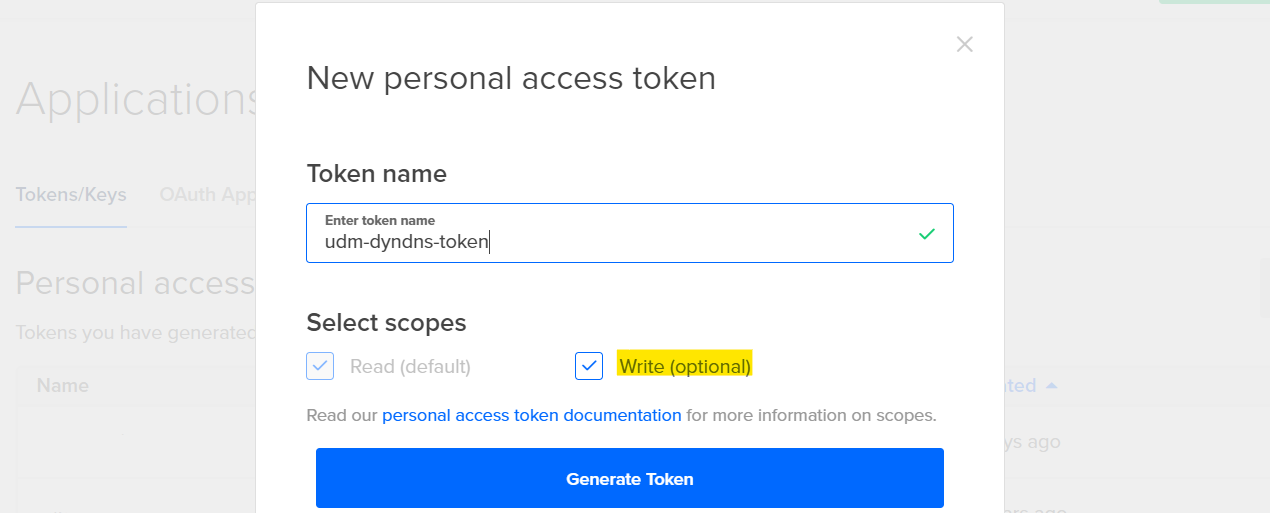 New personal access token
Applications
Token name
Tokens/Keys
OAuth App
Enter token name
udm-dyndns-token
Personal access
Select scopes
Tokens you have generated
Read (default)
Write (optional)
Name
Read our personal access token documentation for more information on scopes.
ago
Generate Token
ago